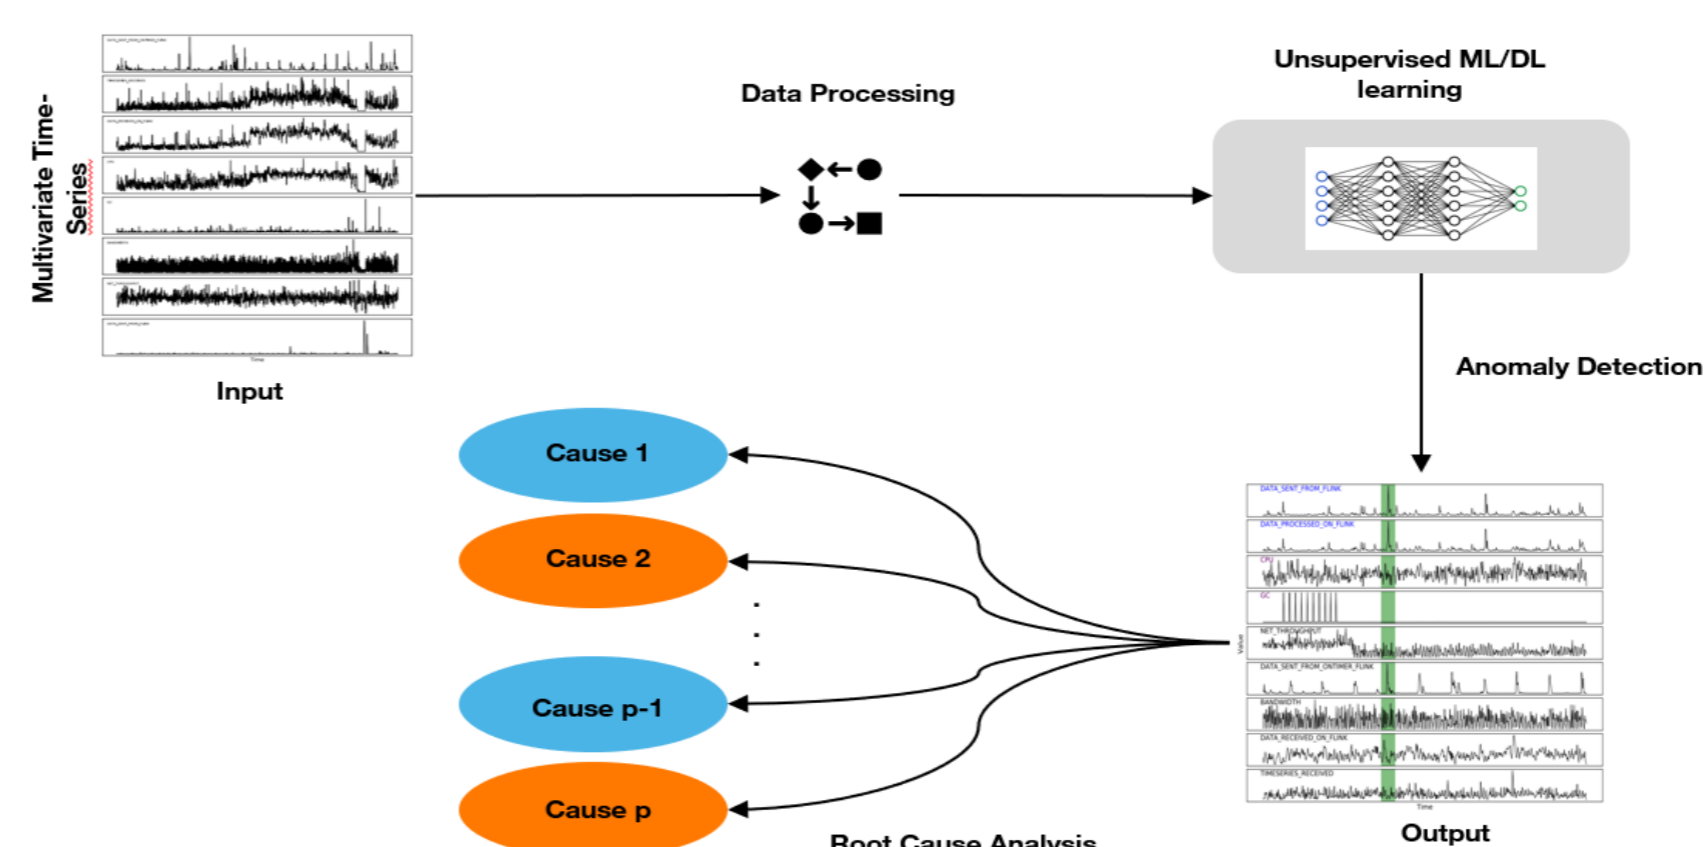 Multivariate Time-
Series
Time
Input
Data Processing
Unsupervised ML/DL
learning
Anomaly Detection
Cause 1
Cause 2
Cause p-1
Cause p
Root Cause Analysis
Value
DATA_SENT_FROM_FLINK
DATA_PROCESSED_ON_FLINK
CPU
GC
NET_THROUGHPUT
DATA_SENT_FROM_ONTIMER_FLINK
BANDWIDTH
DATA_RECEIVED_ON_FLINK
TIMESERIES_RECEIVED
Time
Output